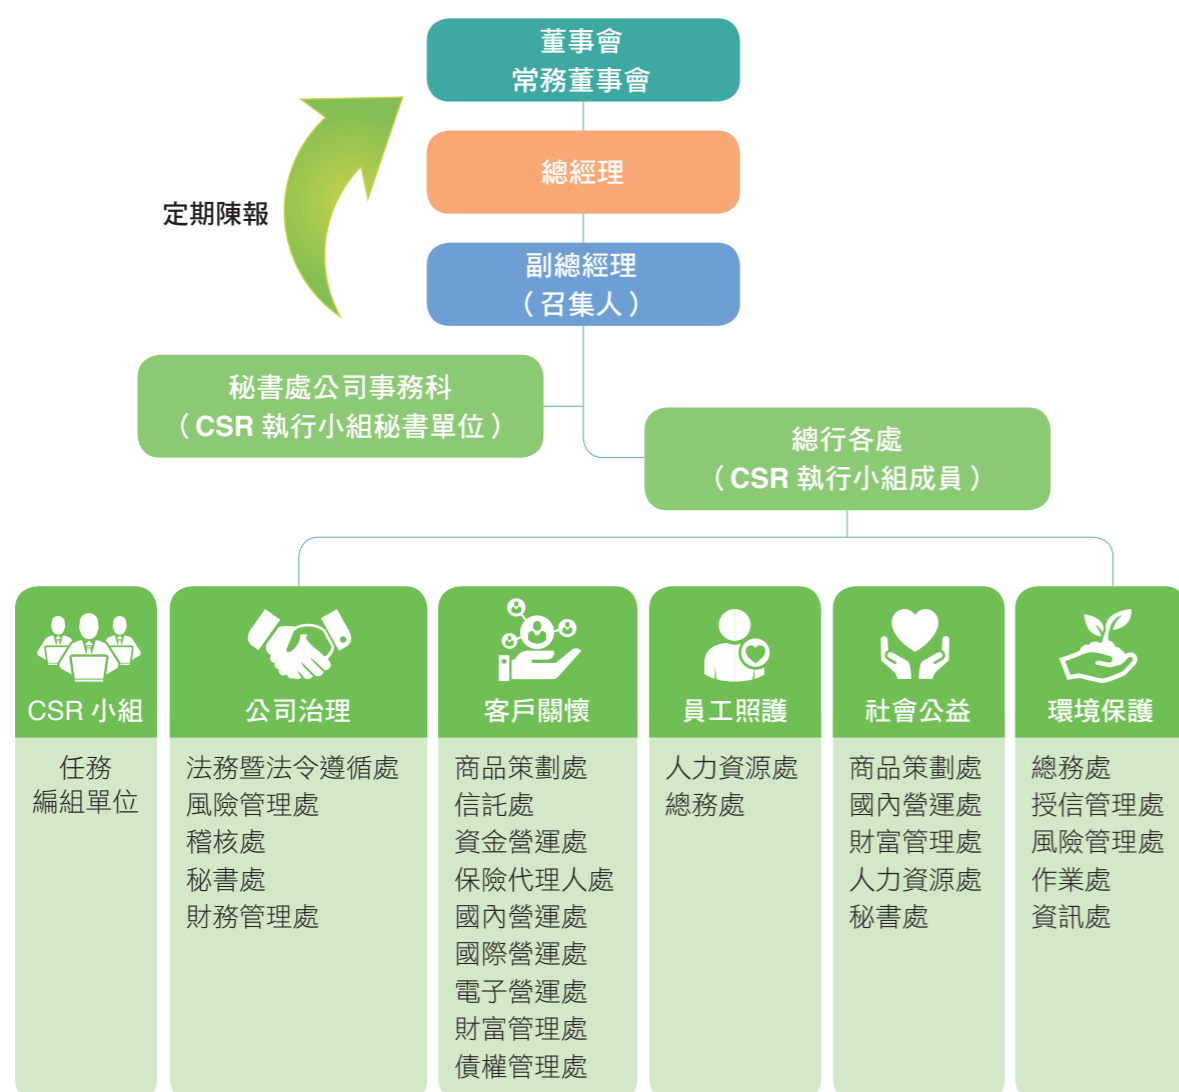 董事會
常務董事會
總經理
定期陳報
副總經理
（召集人）
秘書處公司事務科
（CSR 執行小組秘書單位）
總行各處
（CSR 執行小組成員）
CSR 小組
任務
編組單位
公司治理
法務暨法令遵循處
風險管理處
稽核處
秘書處
財務管理處
客戶關懷
商品策劃處
信託處
資金營運處
保險代理人處
國內營運處
國際營運處
電子營運處
財富管理處
債權管理處
員工照護
人力資源處
總務處
社會公益
商品策劃處
國內營運處
財富管理處
人力資源處
秘書處
環境保護
總務處
授信管理處
風險管理處
作業處
資訊處